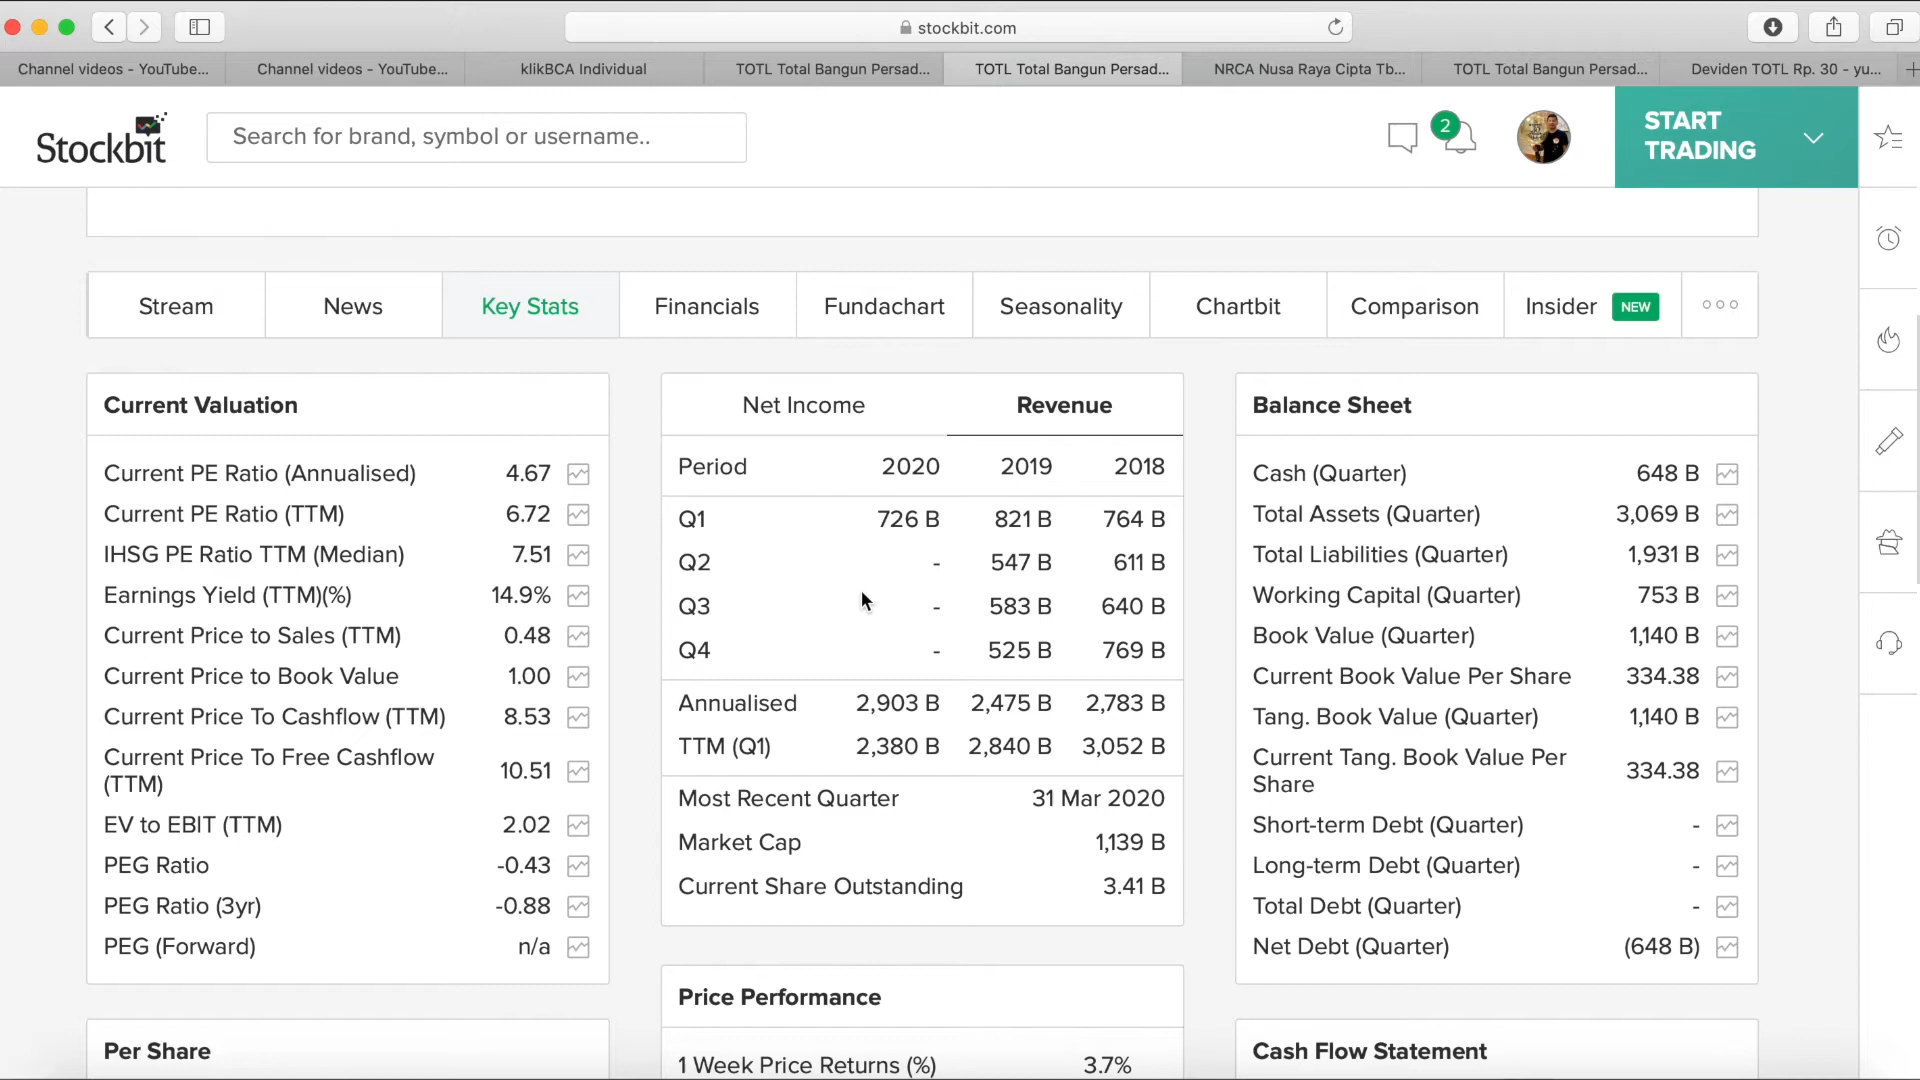 stockbit.com
Channel videos - YouTube...
Channel videos - YouTube...
klikBCA Individual
TOTL Total Bangun Persad...
TOTL Total Bangun Persad...
NRCA Nusa Raya Cipta Tb...
TOTL Total Bangun Persad...
Deviden TOTL Rp. 30 - yu...
Stockbit
Search for brand, symbol or username..
2
START
TRADING
Stream
News
Key Stats
Financials
Fundachart
Seasonality
Chartbit
Comparison
Insider NEW
Current Valuation
Current PE Ratio (Annualised) 4.67
Current PE Ratio (TTM) 6.72
IHSG PE Ratio TTM (Median) 7.51
Earnings Yield (TTM)(%) 14.9%
Current Price to Sales (TTM) 0.48
Current Price to Book Value 1.00
Current Price To Cashflow (TTM) 8.53
Current Price To Free Cashflow
(TTM) 10.51
EV to EBIT (TTM) 2.02
PEG Ratio -0.43
PEG Ratio (3yr) -0.88
PEG (Forward) n/a
Per Share
Net Income Revenue
Period 2020 2019 2018
Q1 726 B 821 B 764 B
Q2 - 547 B 611 B
Q3 - 583 B 640 B
Q4 - 525 B 769 B
Annualised 2,903 B 2,475 B 2,783 B
TTM (Q1) 2,380 B 2,840 B 3,052 B
Most Recent Quarter 31 Mar 2020
Market Cap 1,139 B
Current Share Outstanding 3.41 B
Price Performance
1 Week Price Returns (%) 3.7%
Balance Sheet
Cash (Quarter) 648 B
Total Assets (Quarter) 3,069 B
Total Liabilities (Quarter) 1,931 B
Working Capital (Quarter) 753 B
Book Value (Quarter) 1,140 B
Current Book Value Per Share 334.38
Tang. Book Value (Quarter) 1,140 B
Current Tang. Book Value Per
Share 334.38
Short-term Debt (Quarter) -
Long-term Debt (Quarter) -
Total Debt (Quarter) -
Net Debt (Quarter) (648 B)
Cash Flow Statement